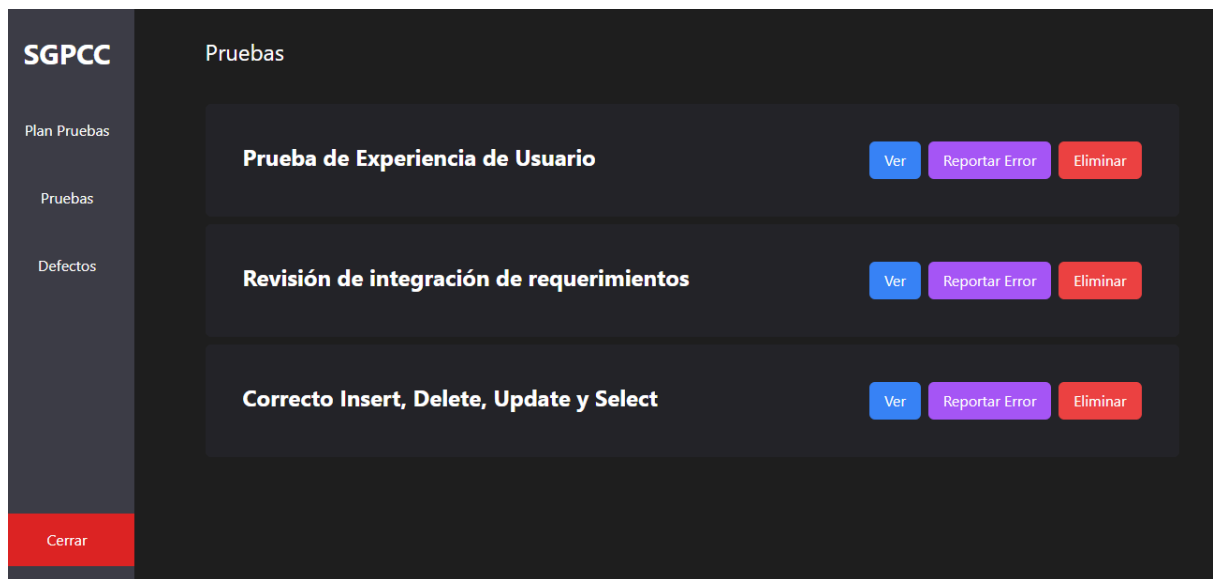 SGPCC
Plan Pruebas
Pruebas
Defectos
Cerrar
Pruebas
Prueba de Experiencia de Usuario
Ver
Reportar Error
Eliminar
Revisión de integración de requerimientos
Ver
Reportar Error
Eliminar
Correcto Insert, Delete, Update y Select
Ver
Reportar Error
Eliminar